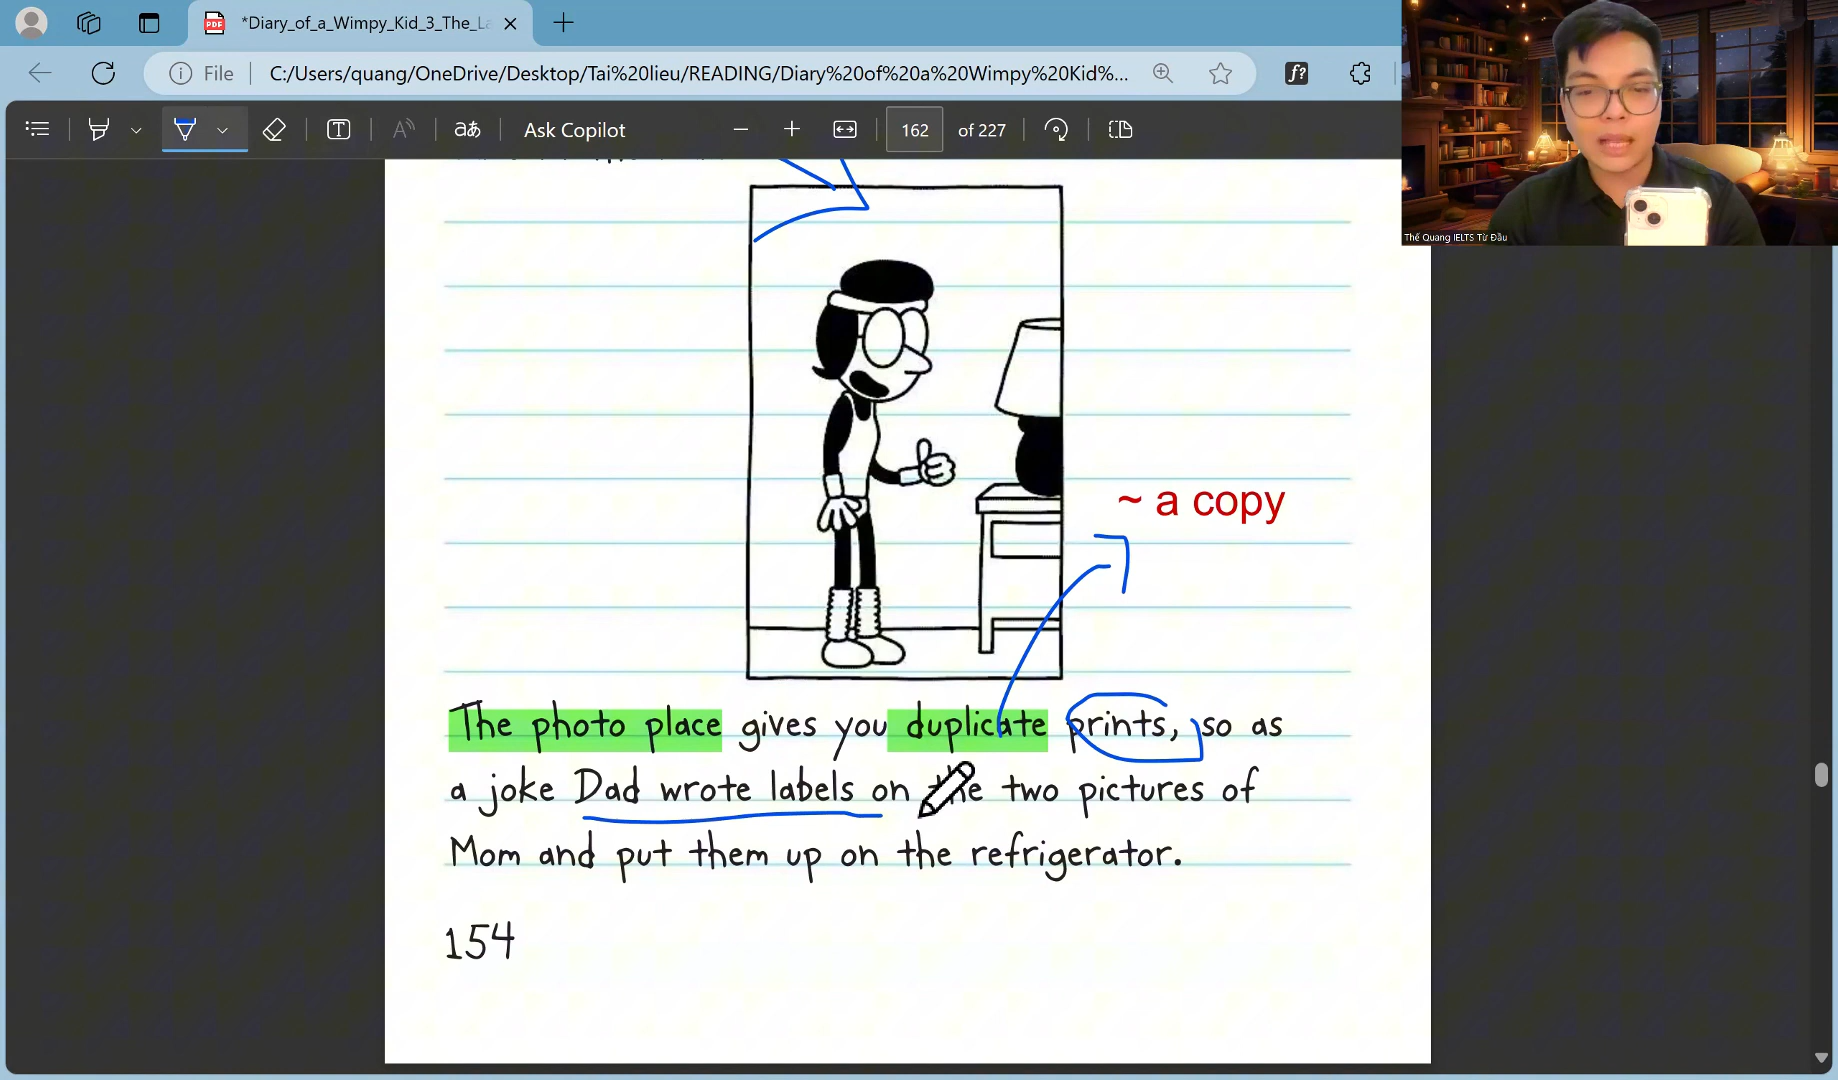 *Diary_of_a_Wimpy_Kid_3_The_La
File
C:/Users/quang/OneDrive/Desktop/Tai%20lieu/READING/Diary%20of%20a%20Wimpy%20Kid%...
f?
aあ
Ask Copilot
162 of 227
Thế Quang IELTS Từ Đầu
~ a copy
The photo place gives you duplicate prints, so as
a joke Dad wrote labels on the two pictures of
Mom and put them up on the refrigerator.
154